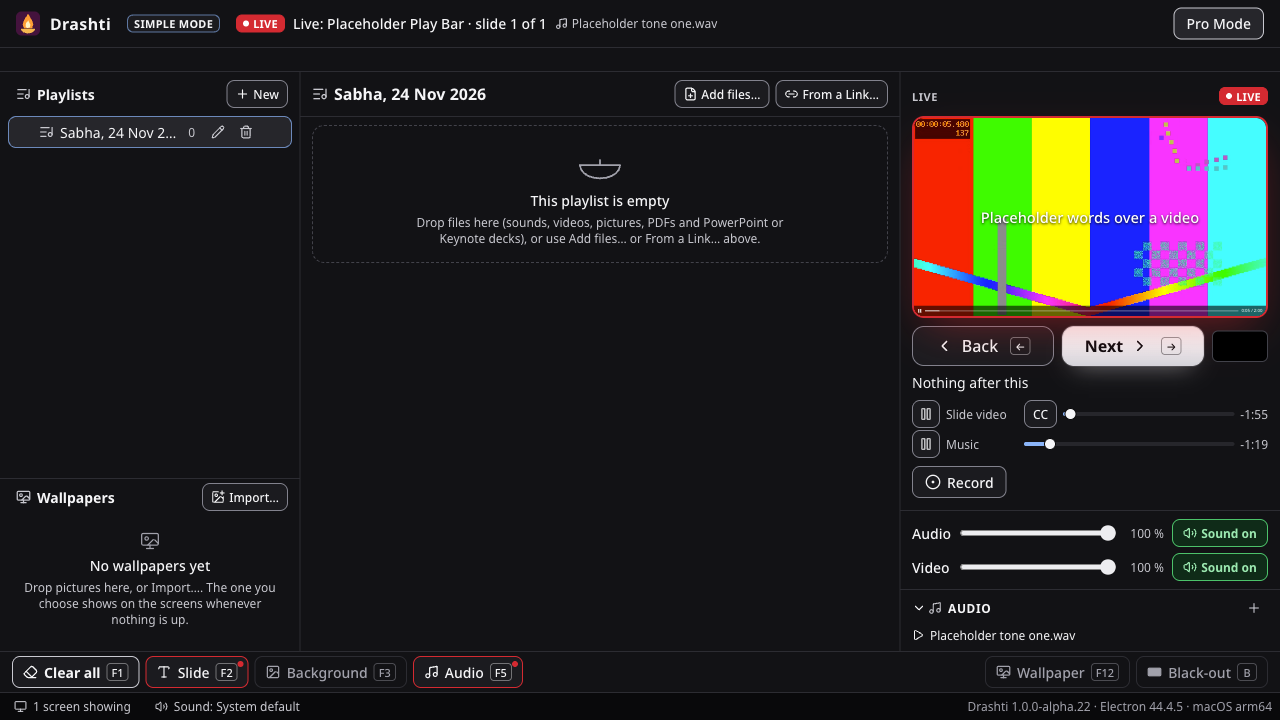 Drashti
SIMPLE MODE
LIVE
Live: Placeholder Play Bar · slide 1 of 1
Placeholder tone one.wav
Pro Mode
Playlists
New
Sabha, 24 Nov 2...
0
Sabha, 24 Nov 2026
Add files...
From a Link...
This playlist is empty
Drop files here (sounds, videos, pictures, PDFs and PowerPoint or
Keynote decks), or use Add files... or From a Link... above.
Wallpapers
Import...
No wallpapers yet
Drop pictures here, or Import.... The one you
choose shows on the screens whenever
nothing is up.
LIVE
LIVE
00:00:05.480
137
Placeholder words over a video
Back
Next
Nothing after this
Slide video
CC
-1:55
Music
-1:19
Record
Audio
100 %
Sound on
Video
100 %
Sound on
AUDIO
Placeholder tone one.wav
Clear all F1
Slide F2
Background F3
Audio F5
Wallpaper F12
Black-out B
1 screen showing
Sound: System default
Drashti 1.0.0-alpha.22 · Electron 44.4.5 · macOS arm64